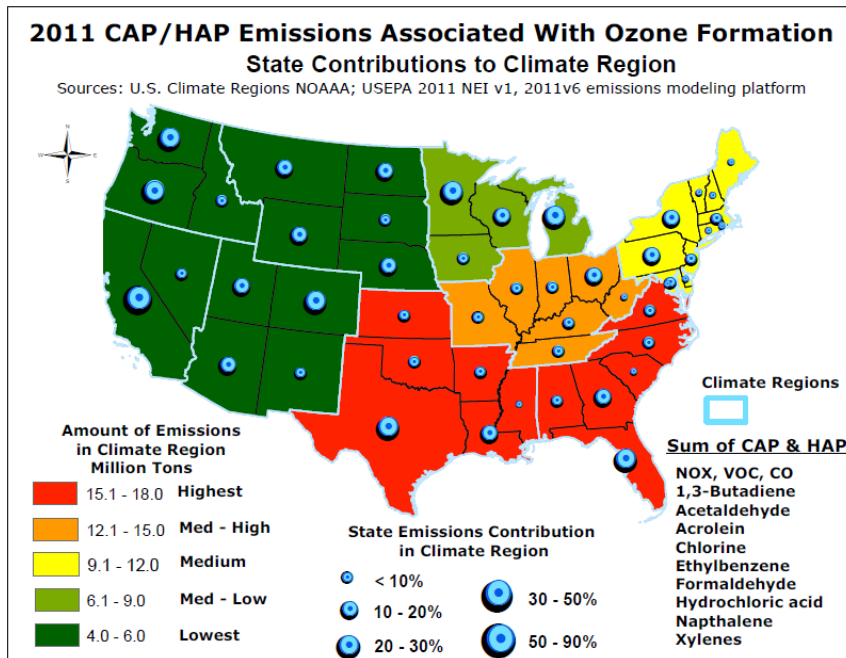 2011 CAP/HAP Emissions Associated With Ozone Formation
State Contributions to Climate Region
Sources: U.S. Climate Regions NOAAA; USEPA 2011 NEI v1, 2011v6 emissions modeling platform
N
W E
S
Amount of Emissions
in Climate Region
Million Tons
15.1 - 18.0 Highest
12.1 - 15.0 Med - High
9.1 - 12.0 Medium
6.1 - 9.0 Med - Low
4.0 - 6.0 Lowest
State Emissions Contribution
in Climate Region
< 10%
10 - 20%
20 - 30%
30 - 50%
50 - 90%
Climate Regions
Sum of CAP & HAP
NOX, VOC, CO
1,3-Butadiene
Acetaldehyde
Acrolein
Chlorine
Ethylbenzene
Formaldehyde
Hydrochloric acid
Napthalene
Xylenes